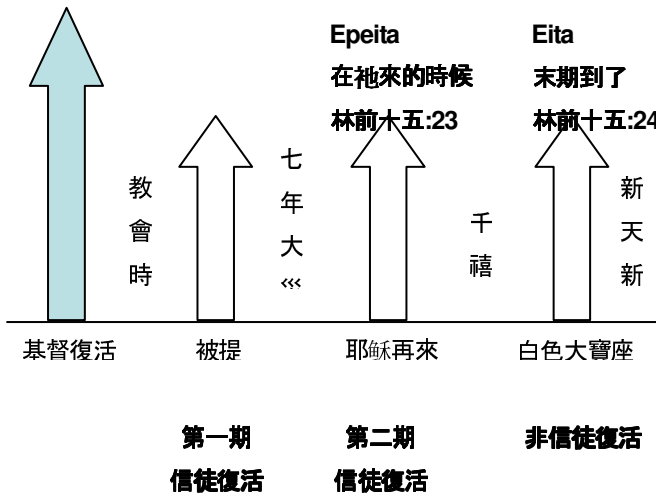 Epeita
在祂來的時候
林前十五:23
Eita
末期到了
林前十五:24
教會時
七年大巛
千禧
新天新
基督復活
被提
耶穌再來
白色大寶座
第一期
信徒復活
第二期
信徒復活
非信徒復活